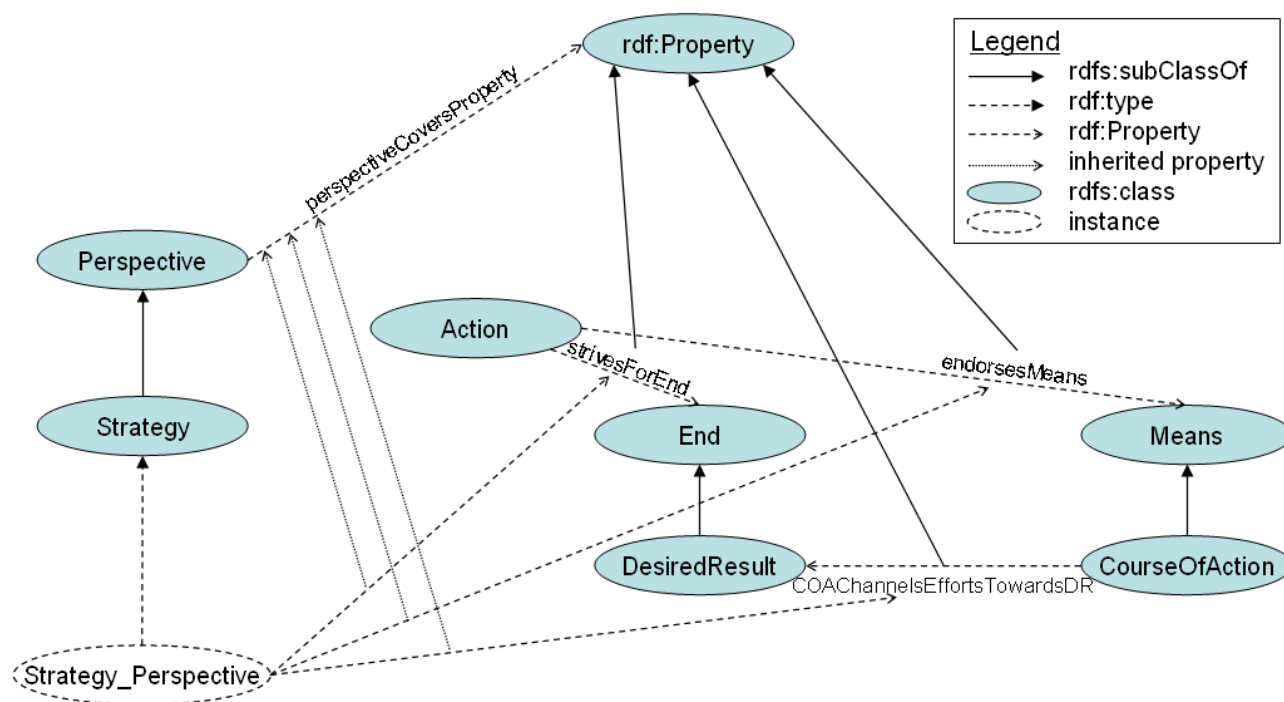 rdf:Property
Legend
rdfs:subClassOf
rdf:type
rdf:Property
inherited property
rdfs:class
instance
perspectiveCoversProperty
Perspective
Action
strivesForEnd
endorsesMeans
Strategy
End
Means
DesiredResult
CourseOfAction
COAChannelsEffortsTowardsDR
Strategy_Perspective